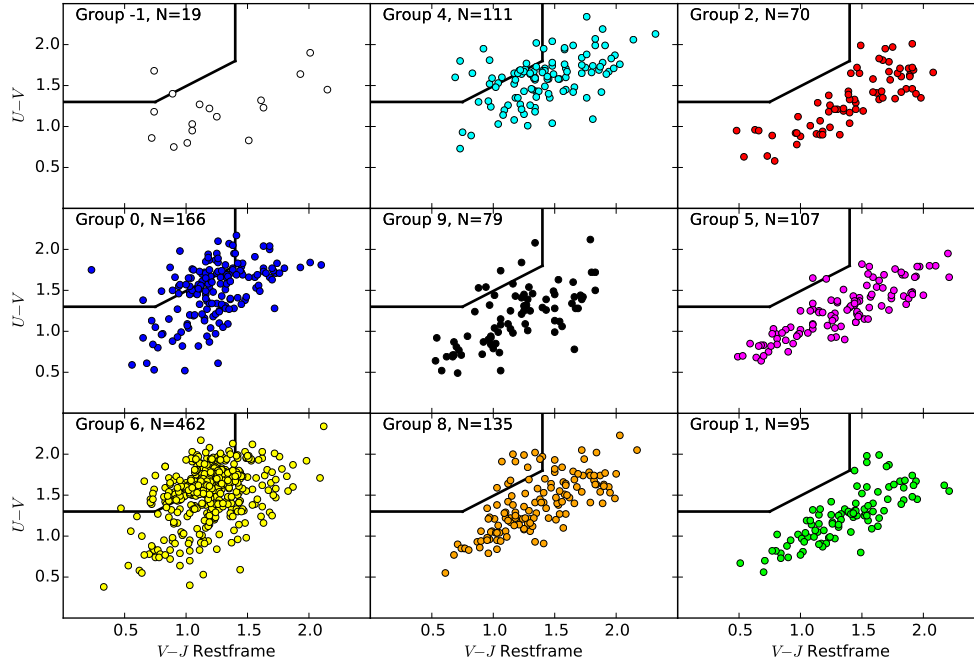 Group -1, N=19
Group 4, N=111
Group 2, N=70
2.0
1.5
1.0
0.5
U−V
Group 0, N=166
Group 9, N=79
Group 5, N=107
2.0
1.5
1.0
0.5
U−V
Group 6, N=462
Group 8, N=135
Group 1, N=95
2.0
1.5
1.0
0.5
U−V
0.5 1.0 1.5 2.0 0.5 1.0 1.5 2.0 0.5 1.0 1.5 2.0
V−J Restframe V−J Restframe V−J Restframe